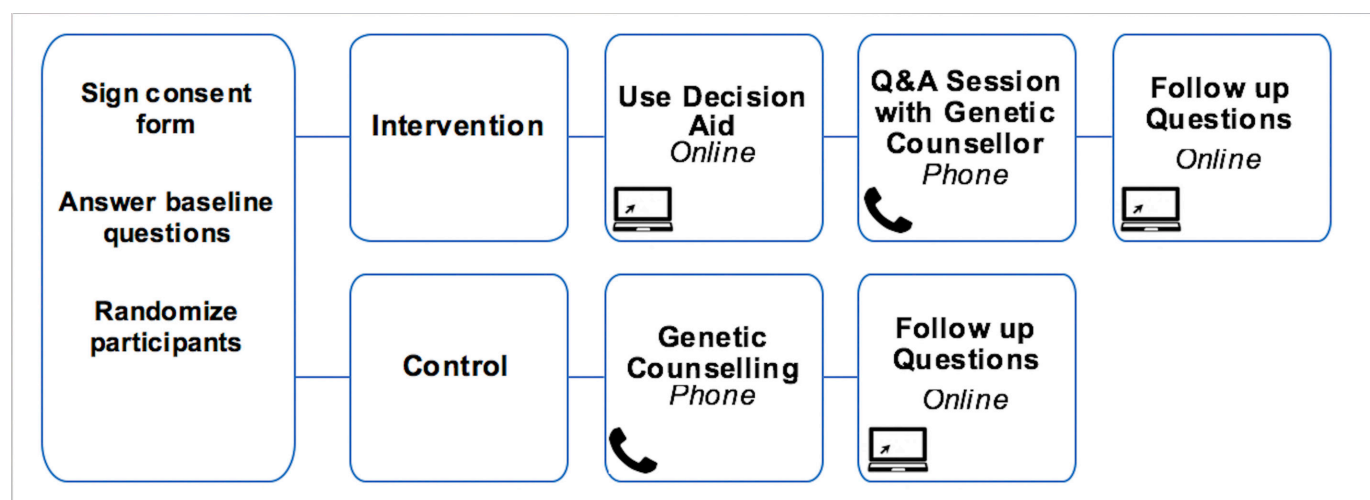 Sign consent
form
Answer baseline
questions
Randomize
participants
Intervention
Use Decision
Aid
Online
Q&A Session
with Genetic
Counsellor
Phone
Follow up
Questions
Online
Control
Genetic
Counselling
Phone
Follow up
Questions
Online